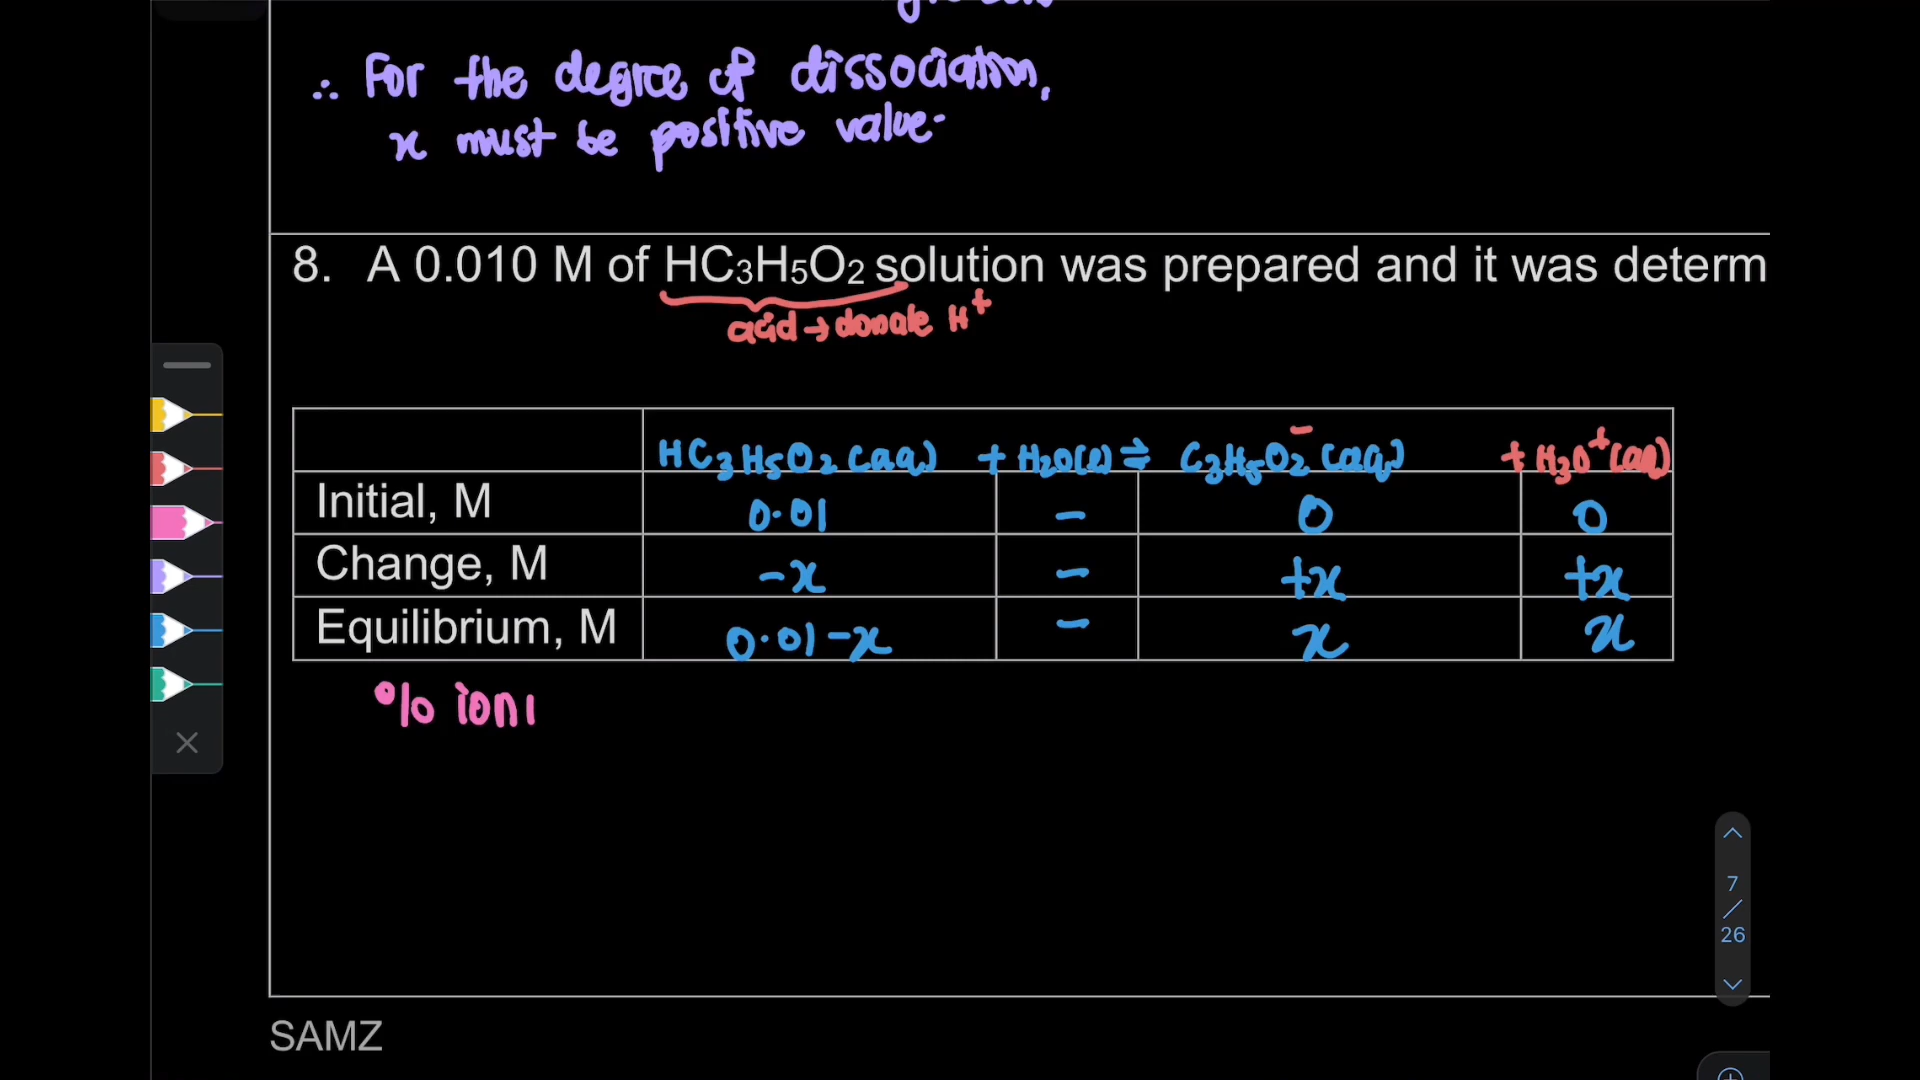 ∴ For the degree of dissociation,
x must be positive value.
8. A 0.010 M of HC₃H₅O₂ solution was prepared and it was determ
acid → donate H⁺
HC₃H₅O₂ (aq) + H₂O(l) ⇌ C₃H₅O₂⁻ (aq) + H₃O⁺(aq)
Initial, M 0.01 - 0 0
Change, M -x - +x +x
Equilibrium, M 0.01-x - x x
% ioni
7
/
26
SAMZ